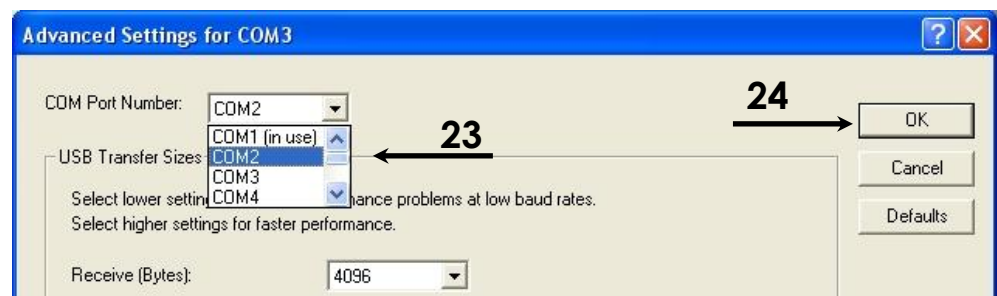 Advanced Settings for COM3
COM Port Number:
COM2
COM1 (in use)
COM2
COM3
COM4
23
24
OK
Cancel
Defaults
USB Transfer Sizes
Select lower settin
mance problems at low baud rates.
Select higher settings for faster performance.
Receive (Bytes):
4096